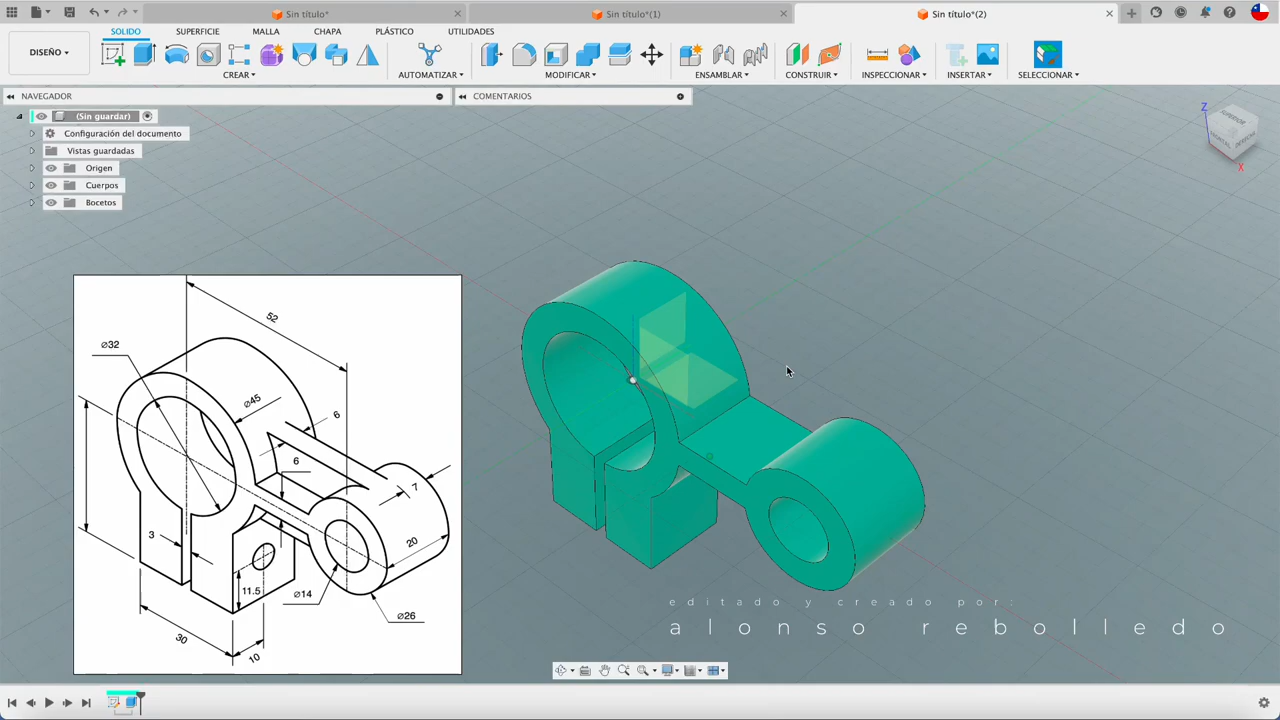 Sin título*
Sin título*(1)
Sin título*(2)
DISEÑO
SÓLIDO
SUPERFICIE
MALLA
CHAPA
PLÁSTICO
UTILIDADES
CREAR
AUTOMATIZAR
MODIFICAR
ENSAMBLAR
CONSTRUIR
INSPECCIONAR
INSERTAR
SELECCIONAR
NAVEGADOR
COMENTARIOS
(Sin guardar)
Configuración del documento
Vistas guardadas
Origen
Cuerpos
Bocetos
Z
SUPERIOR
X
52
⌀32
⌀45
6
6
7
3
20
11.5
⌀14
⌀26
30
10
editado y creado por:
alonso rebolledo